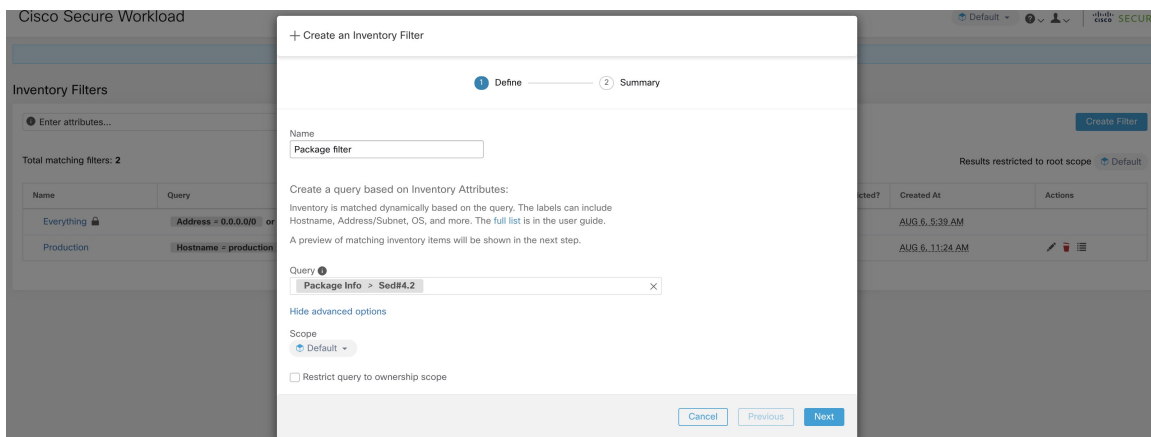 Cisco Secure Workload
Default
CISCO SECUR
+ Create an Inventory Filter
1 Define
2 Summary
Inventory Filters
Enter attributes...
Create Filter
Total matching filters: 2
Results restricted to root scope Default
Name
Query
icted?
Created At
Actions
Everything
Address = 0.0.0.0/0 or
AUG 6, 5:39 AM
Production
Hostname = production
AUG 6, 11:24 AM
Name
Package filter
Create a query based on Inventory Attributes:
Inventory is matched dynamically based on the query. The labels can include
Hostname, Address/Subnet, OS, and more. The full list is in the user guide.
A preview of matching inventory items will be shown in the next step.
Query
Package Info > Sed#4.2
Hide advanced options
Scope
Default
Restrict query to ownership scope
Cancel
Previous
Next